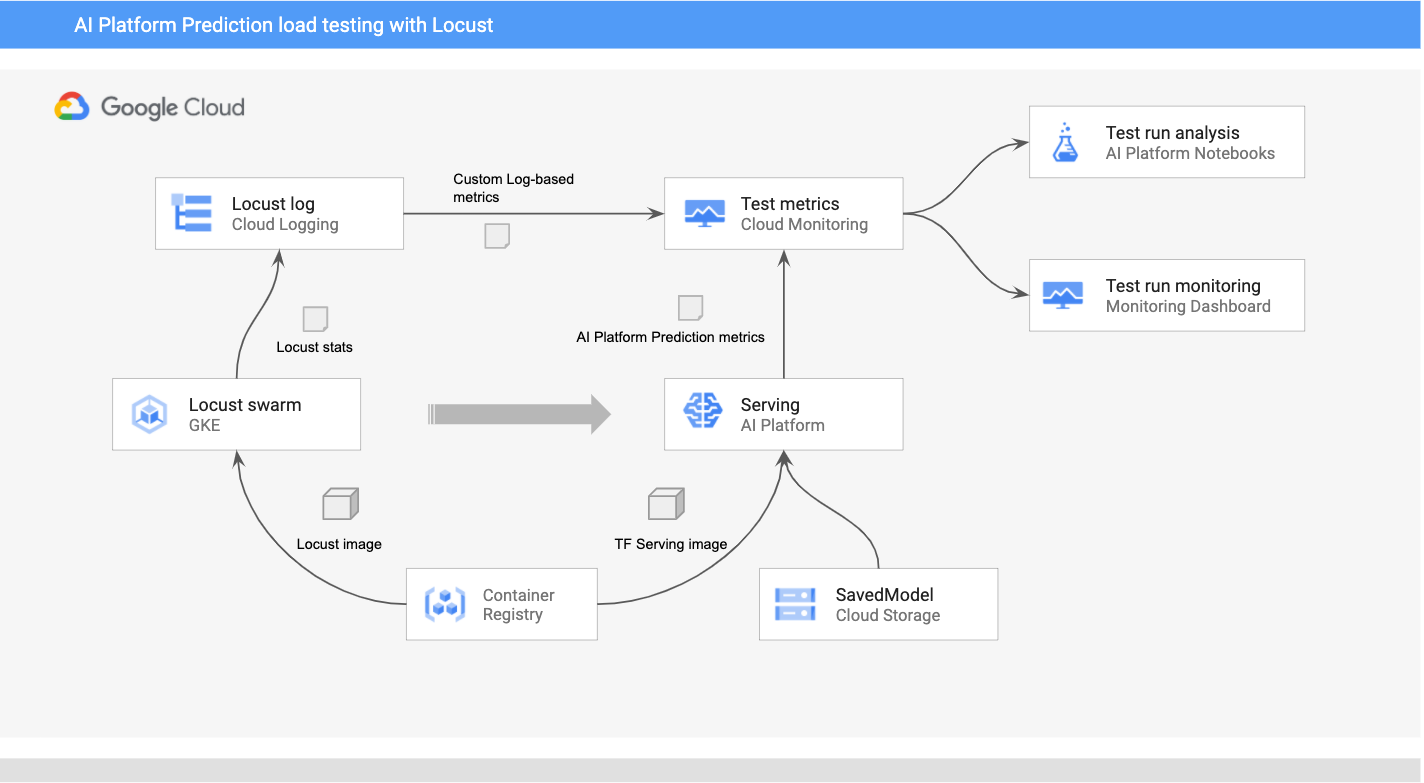 AI Platform Prediction load testing with Locust
Google Cloud
Test run analysis
AI Platform Notebooks
Custom Log-based
metrics
Locust log
Cloud Logging
Test metrics
Cloud Monitoring
Test run monitoring
Monitoring Dashboard
Locust stats
AI Platform Prediction metrics
Locust swarm
GKE
Serving
AI Platform
Locust image
TF Serving image
Container
Registry
SavedModel
Cloud Storage